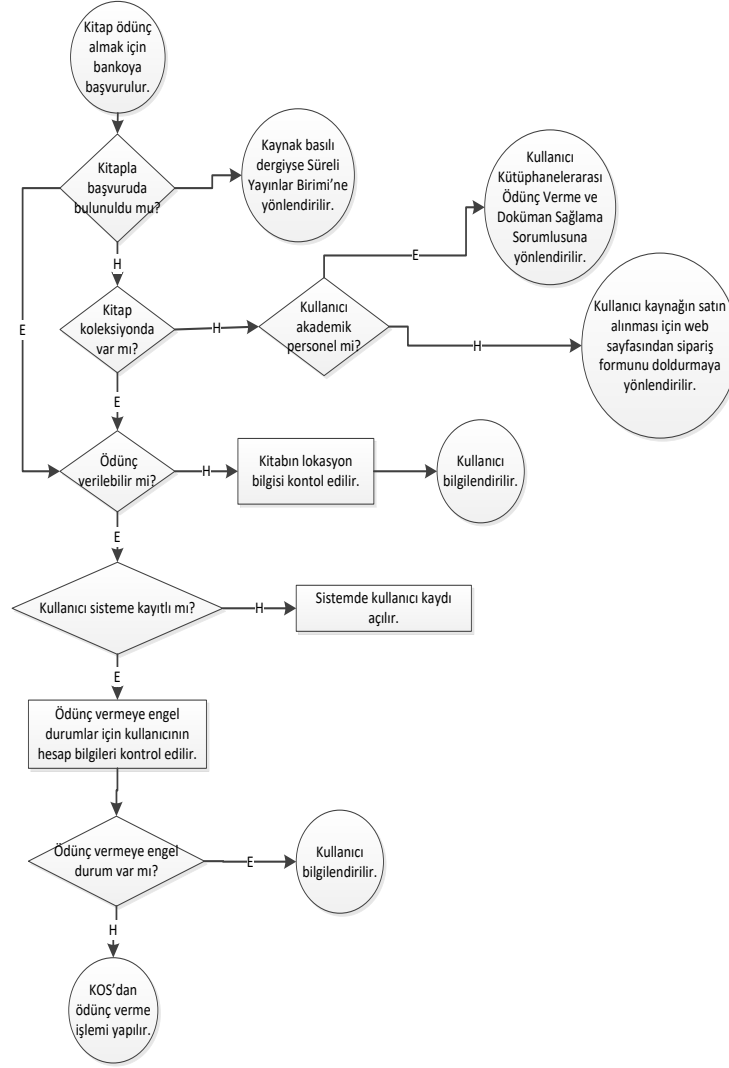 Kitap ödünç
almak için
bankoya
başvurulur.
Kitapla
başvuruda
bulunuldu mu?
Kaynak basılı
dergiyse Süreli
Yayınlar Birimi’ne
yönlendirilir.
Kullanıcı
Kütüphanelerarası
Ödünç Verme ve
Doküman Sağlama
Sorumlusuna
yönlendirilir.
E
H
Kitap
koleksiyonda
var mı?
H
Kullanıcı
akademik
personel mi?
H
Kullanıcı kaynağın satın
alınması için web
sayfasından sipariş
formunu doldurmaya
yönlendirilir.
E
E
Ödünç
verilebilir mi?
H
Kitabın lokasyon
bilgisi kontol edilir.
Kullanıcı
bilgilendirilir.
E
Kullanıcı sisteme kayıtlı mı?
H
Sistemde kullanıcı kaydı
açılır.
E
Ödünç vermeye engel
durumlar için kullanıcının
hesap bilgileri kontrol edilir.
Ödünç vermeye engel
durum var mı?
E
Kullanıcı
bilgilendirilir.
H
KOS’dan
ödünç verme
işlemi yapılır.